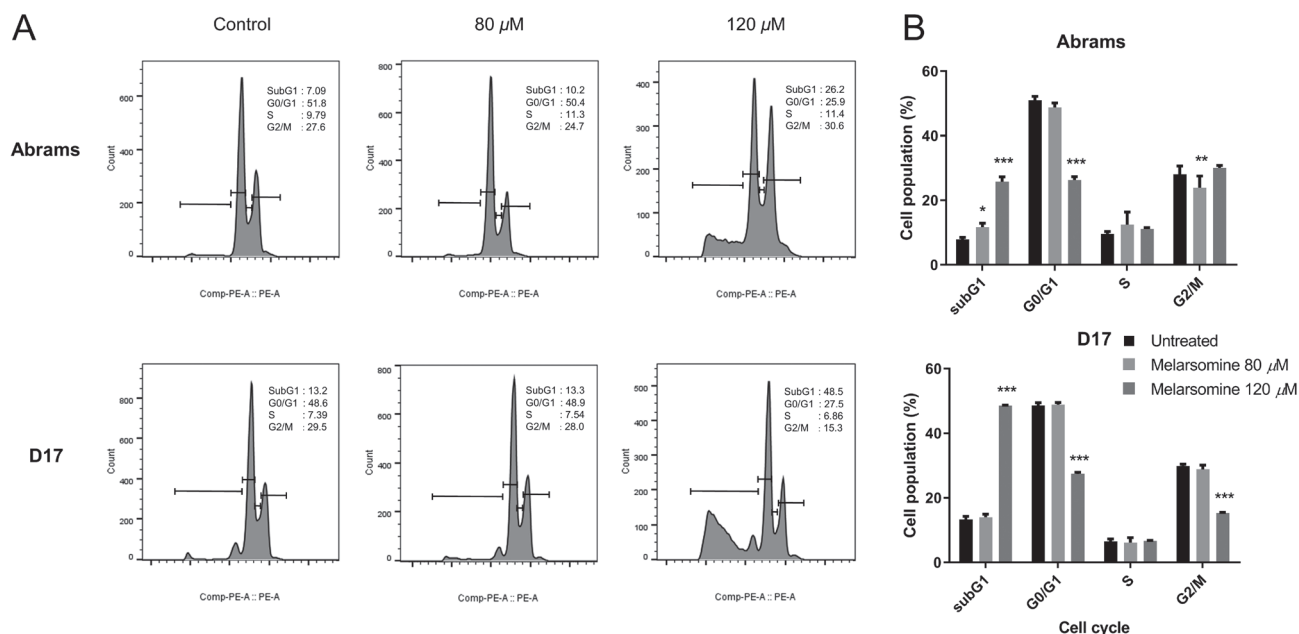 A
Control
80 µM
120 µM
Abrams
800
600
400
200
0
Count
SubG1 : 7.09
G0/G1 : 51.8
S : 9.79
G2/M : 27.6
Comp-PE-A :: PE-A
800
600
400
200
0
Count
SubG1 : 10.2
G0/G1 : 50.4
S : 11.3
G2/M : 24.7
Comp-PE-A :: PE-A
400
300
200
100
0
Count
SubG1 : 26.2
G0/G1 : 25.9
S : 11.4
G2/M : 30.6
Comp-PE-A :: PE-A
D17
800
600
400
200
0
Count
SubG1 : 13.2
G0/G1 : 48.6
S : 7.39
G2/M : 29.5
Comp-PE-A :: PE-A
800
600
400
200
0
Count
SubG1 : 13.3
G0/G1 : 48.9
S : 7.54
G2/M : 28.0
Comp-PE-A :: PE-A
500
400
300
200
100
0
Count
SubG1 : 48.5
G0/G1 : 27.5
S : 6.86
G2/M : 15.3
Comp-PE-A :: PE-A
B
Abrams
Cell population (%)
60
40
20
0
*
***
***
**
subG1
G0/G1
S
G2/M
D17
Untreated
Melarsomine 80 µM
Melarsomine 120 µM
Cell population (%)
60
40
20
0
***
***
***
subG1
G0/G1
S
G2/M
Cell cycle